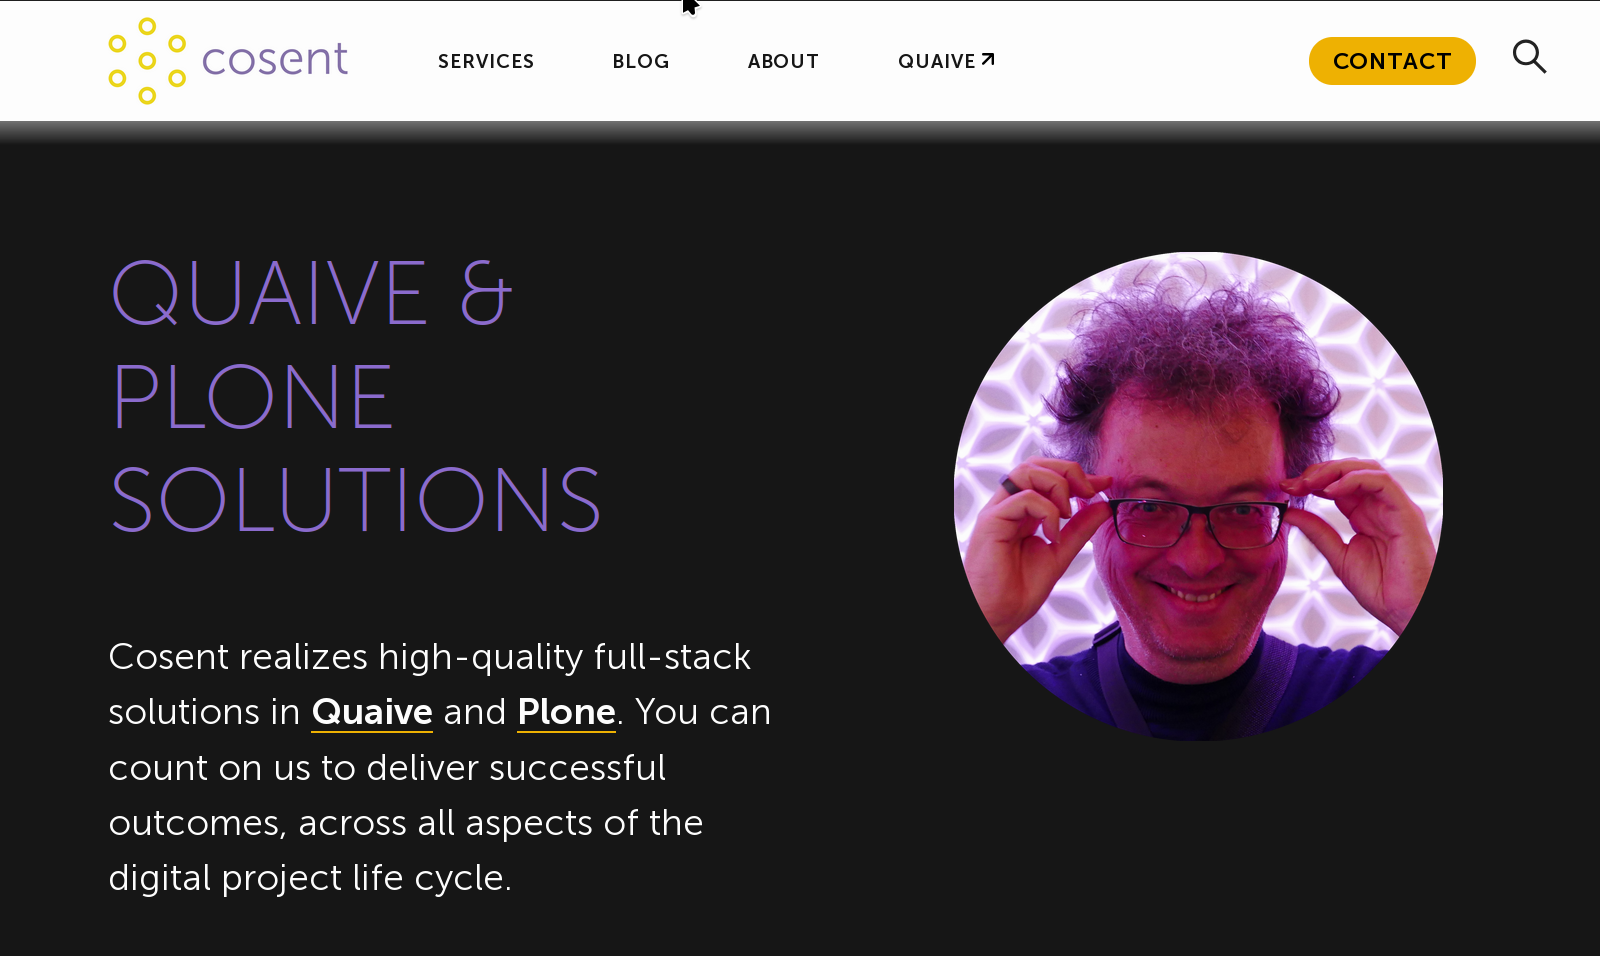 cosent
SERVICES
BLOG
ABOUT
QUAIVE
CONTACT
QUAIVE &
PLONE
SOLUTIONS
Cosent realizes high-quality full-stack
solutions in Quaive and Plone. You can
count on us to deliver successful
outcomes, across all aspects of the
digital project life cycle.